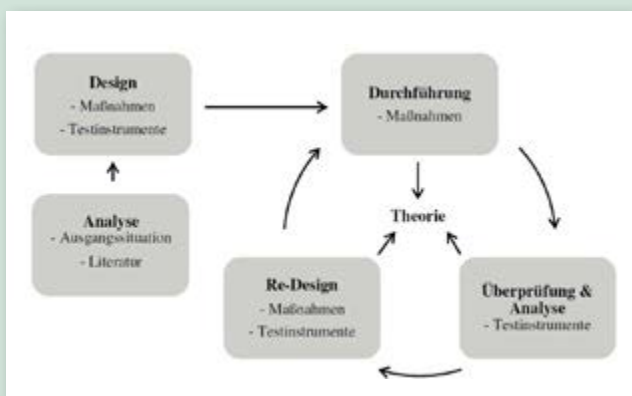 Design
- Maßnahmen
- Testinstrumente
Durchführung
- Maßnahmen
Analyse
- Ausgangssituation
- Literatur
Theorie
Re-Design
- Maßnahmen
- Testinstrumente
Überprüfung &
Analyse
- Testinstrumente